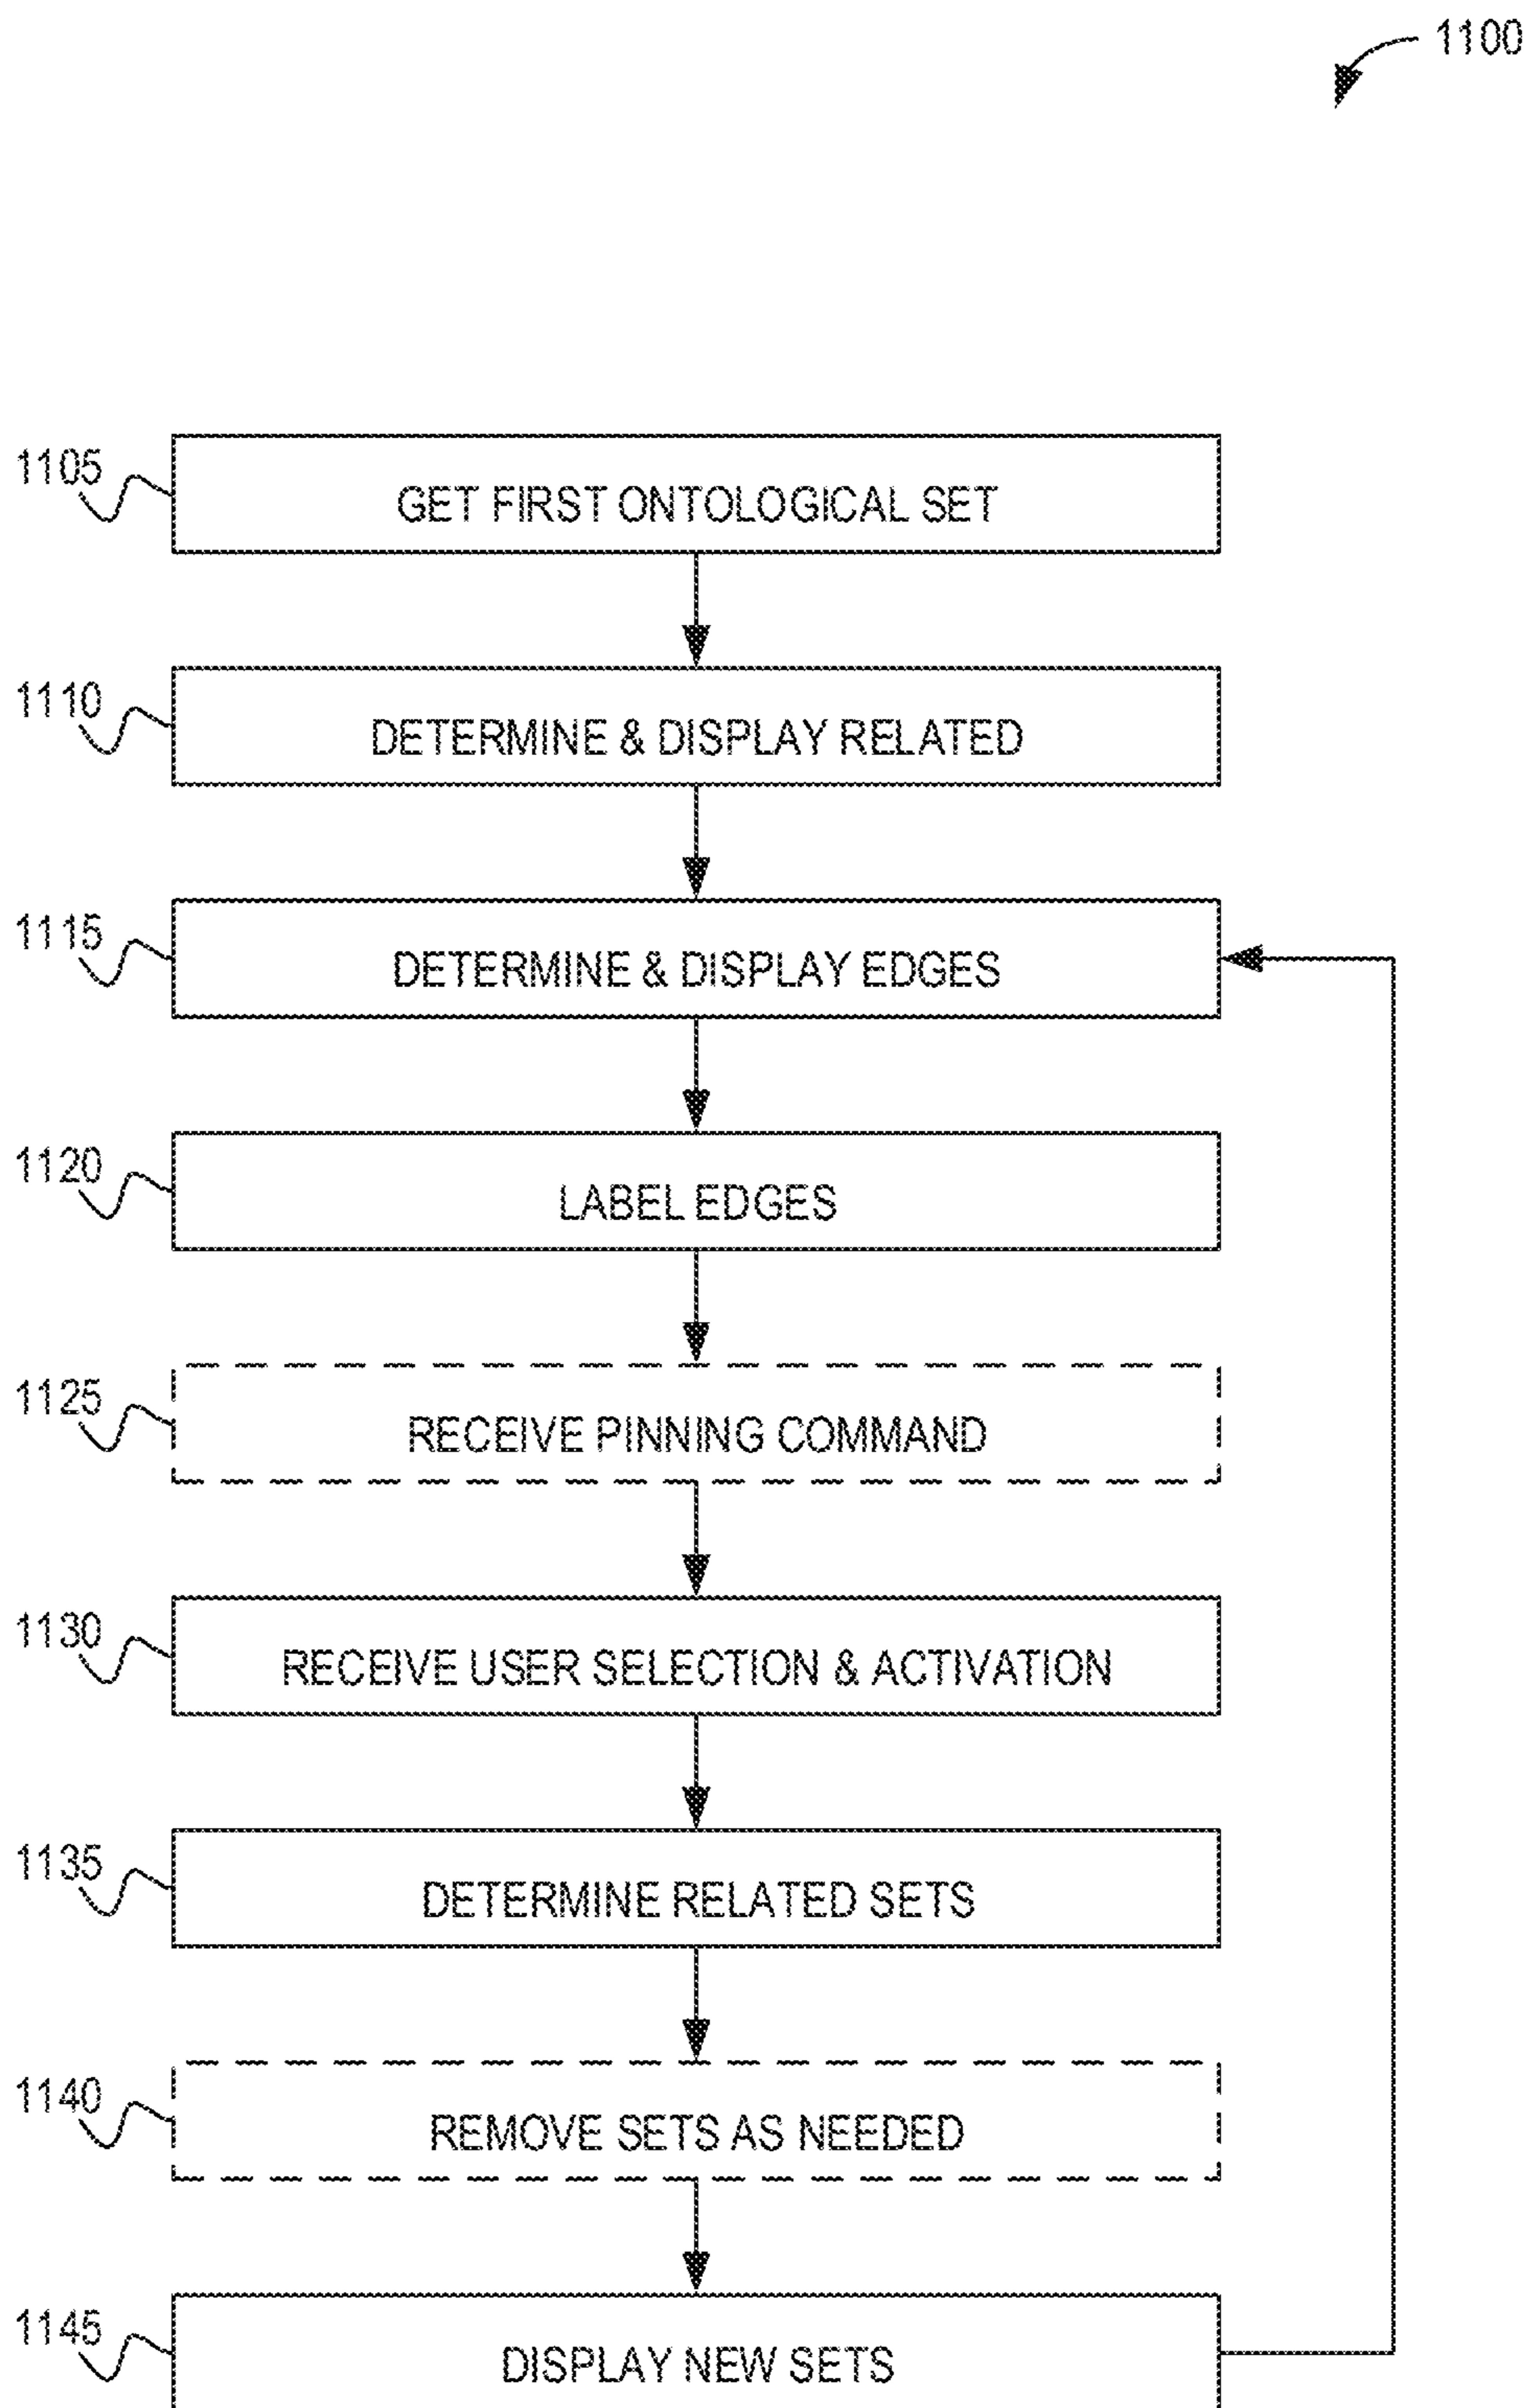 1100
1105
GET FIRST ONTOLOGICAL SET
1110
DETERMINE & DISPLAY RELATED
1115
DETERMINE & DISPLAY EDGES
1120
LABEL EDGES
1125
RECEIVE PINNING COMMAND
1130
RECEIVE USER SELECTION & ACTIVATION
1135
DETERMINE RELATED SETS
1140
REMOVE SETS AS NEEDED
1145
DISPLAY NEW SETS